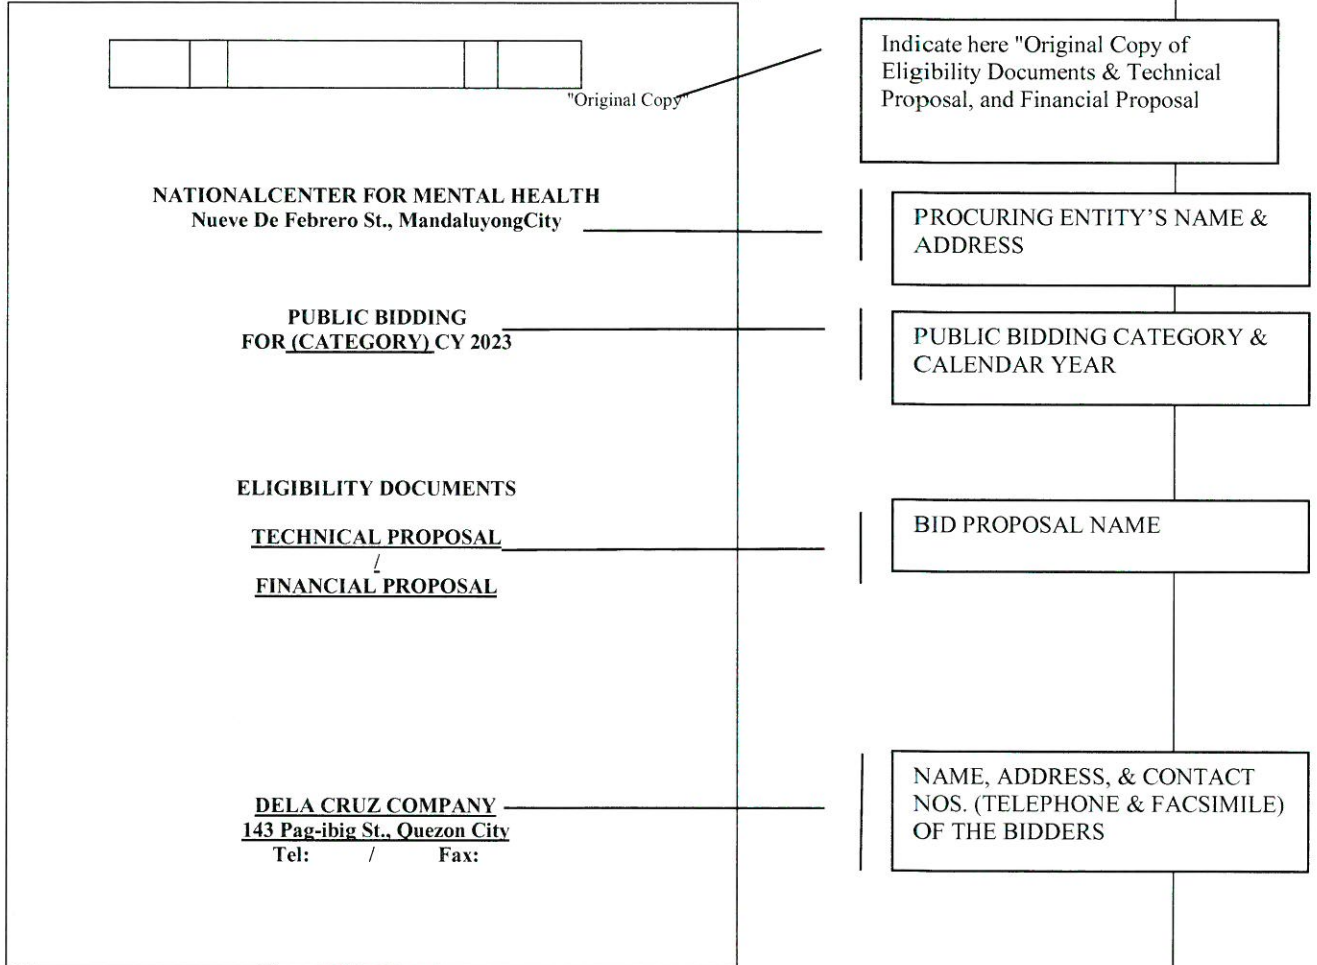 "Original Copy"
Indicate here "Original Copy of
Eligibility Documents & Technical
Proposal, and Financial Proposal
NATIONALCENTER FOR MENTAL HEALTH
Nueve De Febrero St., MandaluyongCity
PROCURING ENTITY'S NAME &
ADDRESS
PUBLIC BIDDING
FOR (CATEGORY) CY 2023
PUBLIC BIDDING CATEGORY &
CALENDAR YEAR
ELIGIBILITY DOCUMENTS
TECHNICAL PROPOSAL
/
FINANCIAL PROPOSAL
BID PROPOSAL NAME
DELA CRUZ COMPANY
143 Pag-ibig St., Quezon City
Tel: / Fax:
NAME, ADDRESS, & CONTACT
NOS. (TELEPHONE & FACSIMILE)
OF THE BIDDERS